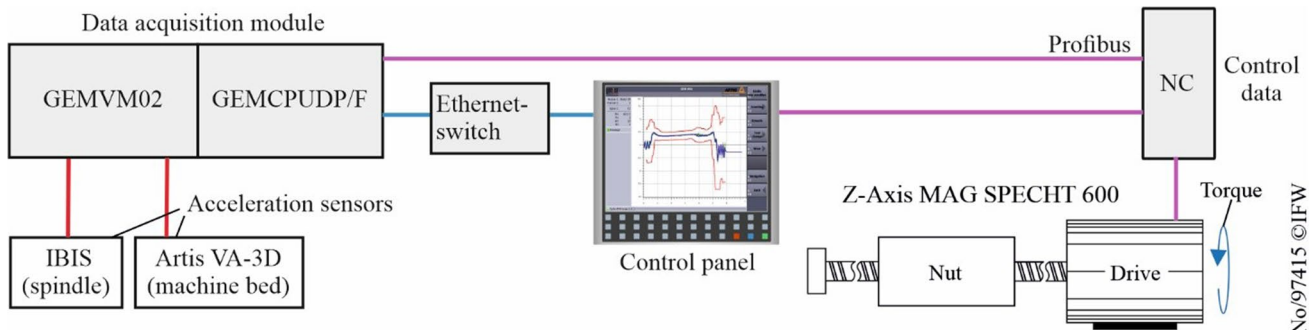 Data acquisition module
GEMVM02
GEMCPUDP/F
Ethernet-
switch
Profibus
NC
Control
data
Acceleration sensors
IBIS
(spindle)
Artis VA-3D
(machine bed)
Control panel
Z-Axis MAG SPECHT 600
Torque
Nut
Drive
No/97415 ©IFW